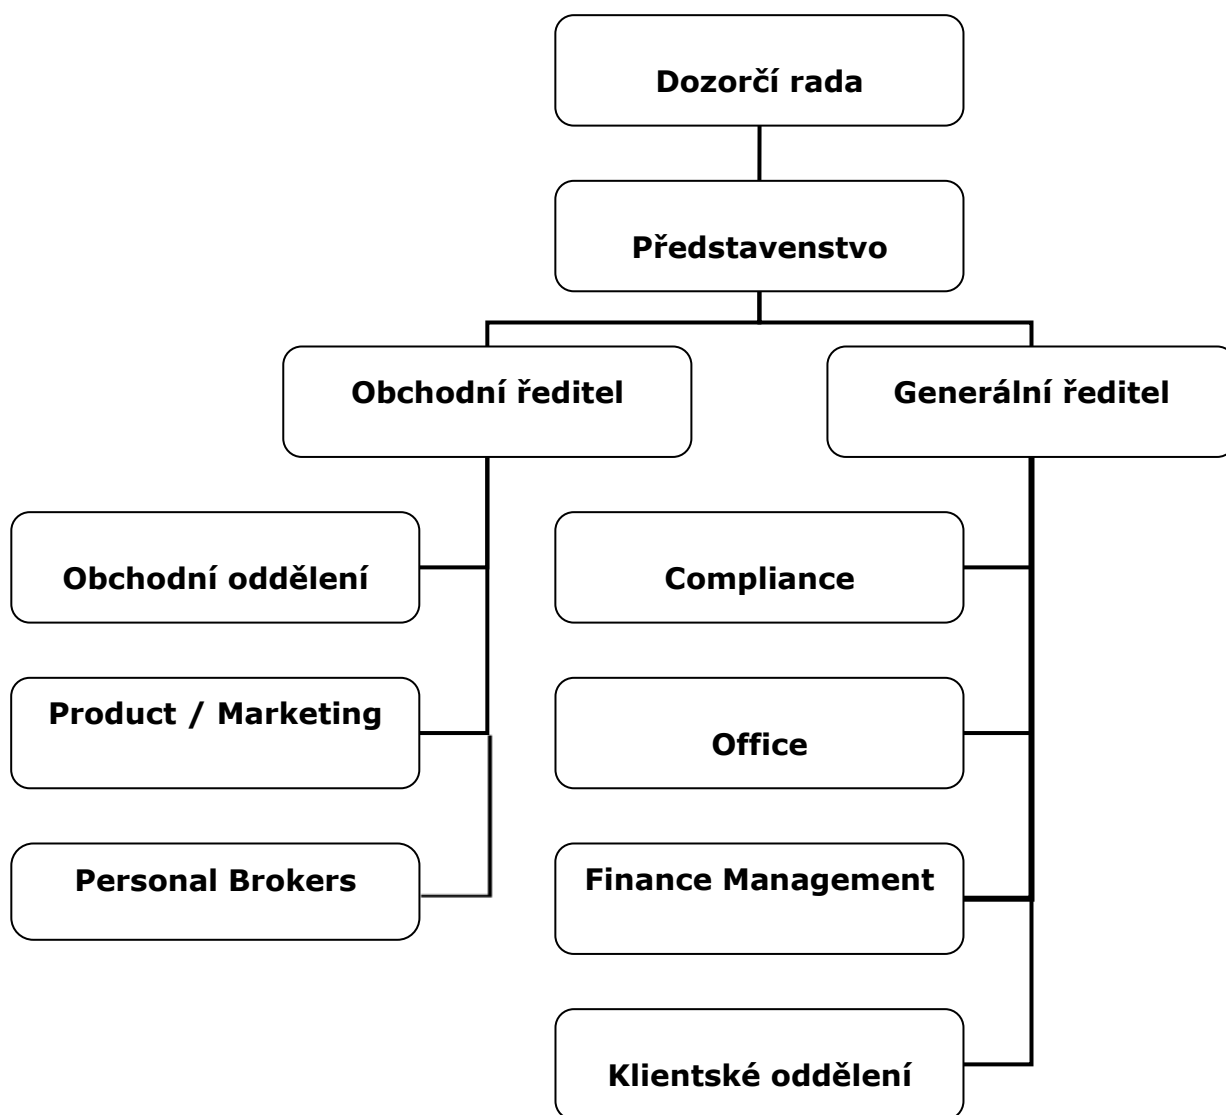 Dozorčí rada
Představenstvo
Obchodní ředitel
Generální ředitel
Obchodní oddělení
Compliance
Product / Marketing
Office
Personal Brokers
Finance Management
Klientské oddělení